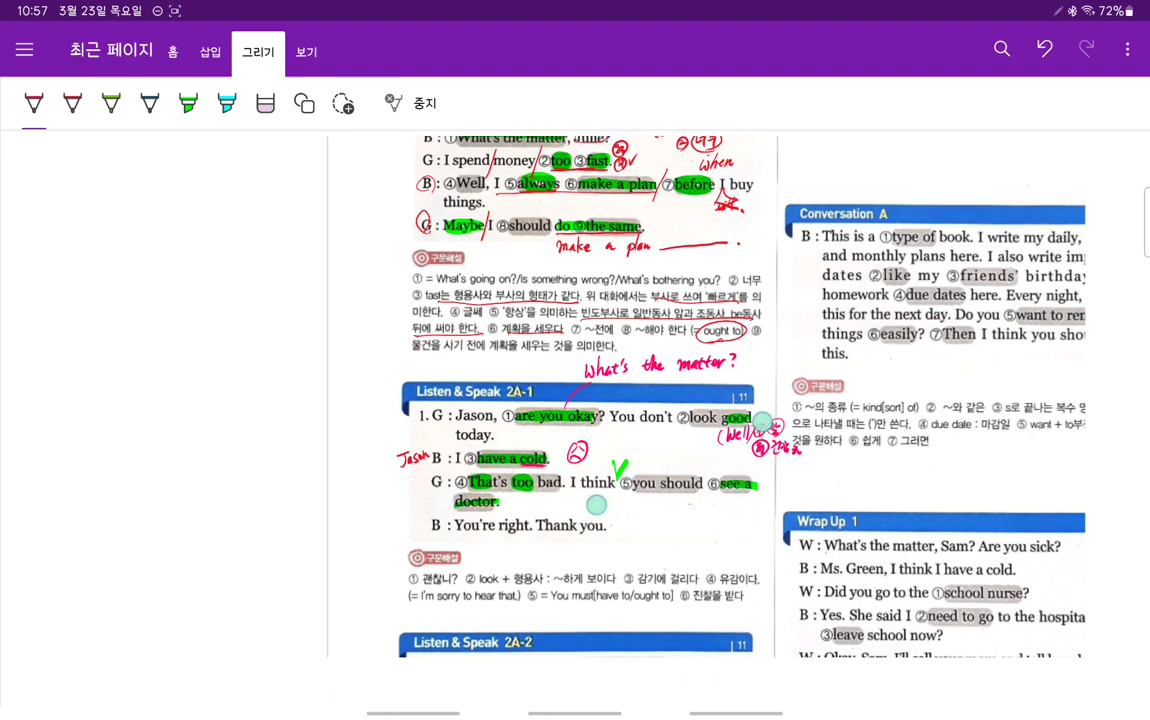 10:57 3월 23일 목요일 72%
최근 페이지 홈 삽입 그리기 보기
중지
B : ①What's the matter, Julie?
G : I spend money ②too ③fast.
when
B : ④Well, I ⑤always ⑥make a plan ⑦before I buy
things.
G : Maybe I ⑧should do ⑨the same.
make a plan
구문해설
① = What's going on?/Is something wrong?/What's bothering you? ② 너무
③ fast는 형용사와 부사의 형태가 같다. 위 대화에서는 부사로 쓰여 '빠르게'를 의
미한다. ④ 글쎄 ⑤ '항상'을 의미하는 빈도부사로 일반동사 앞과 조동사, be동사
뒤에 써야 한다. ⑥ 계획을 세우다 ⑦ ~전에 ⑧ ~해야 한다 (= ought to) ⑨
물건을 사기 전에 계획을 세우는 것을 의미한다.
What's the matter?
Listen & Speak 2A-1 11
1. G : Jason, ①are you okay? You don't ②look good
(well)
today.
Jason B : I ③have a cold.
G : ④That's too bad. I think ⑤you should ⑥see a
doctor.
B : You're right. Thank you.
구문해설
① 괜찮니? ② look + 형용사 : ~하게 보이다 ③ 감기에 걸리다 ④ 유감이다.
(= I'm sorry to hear that.) ⑤ = You must[have to/ought to] ⑥ 진찰을 받다
Listen & Speak 2A-2 11
Conversation A
B : This is a ①type of book. I write my daily,
and monthly plans here. I also write im
dates ②like my ③friends' birthday
homework ④due dates here. Every night,
this for the next day. Do you ⑤want to rem
things ⑥easily? ⑦Then I think you shou
this.
구문해설
① ~의 종류 (= kind[sort] of) ② ~와 같은 ③ s로 끝나는 복수 명
으로 나타낼 때는 (')만 쓴다. ④ due date : 마감일 ⑤ want + to부
것을 원하다 ⑥ 쉽게 ⑦ 그러면
Wrap Up 1
W : What's the matter, Sam? Are you sick?
B : Ms. Green, I think I have a cold.
W : Did you go to the ①school nurse?
B : Yes. She said I ②need to go to the hospita
③leave school now?